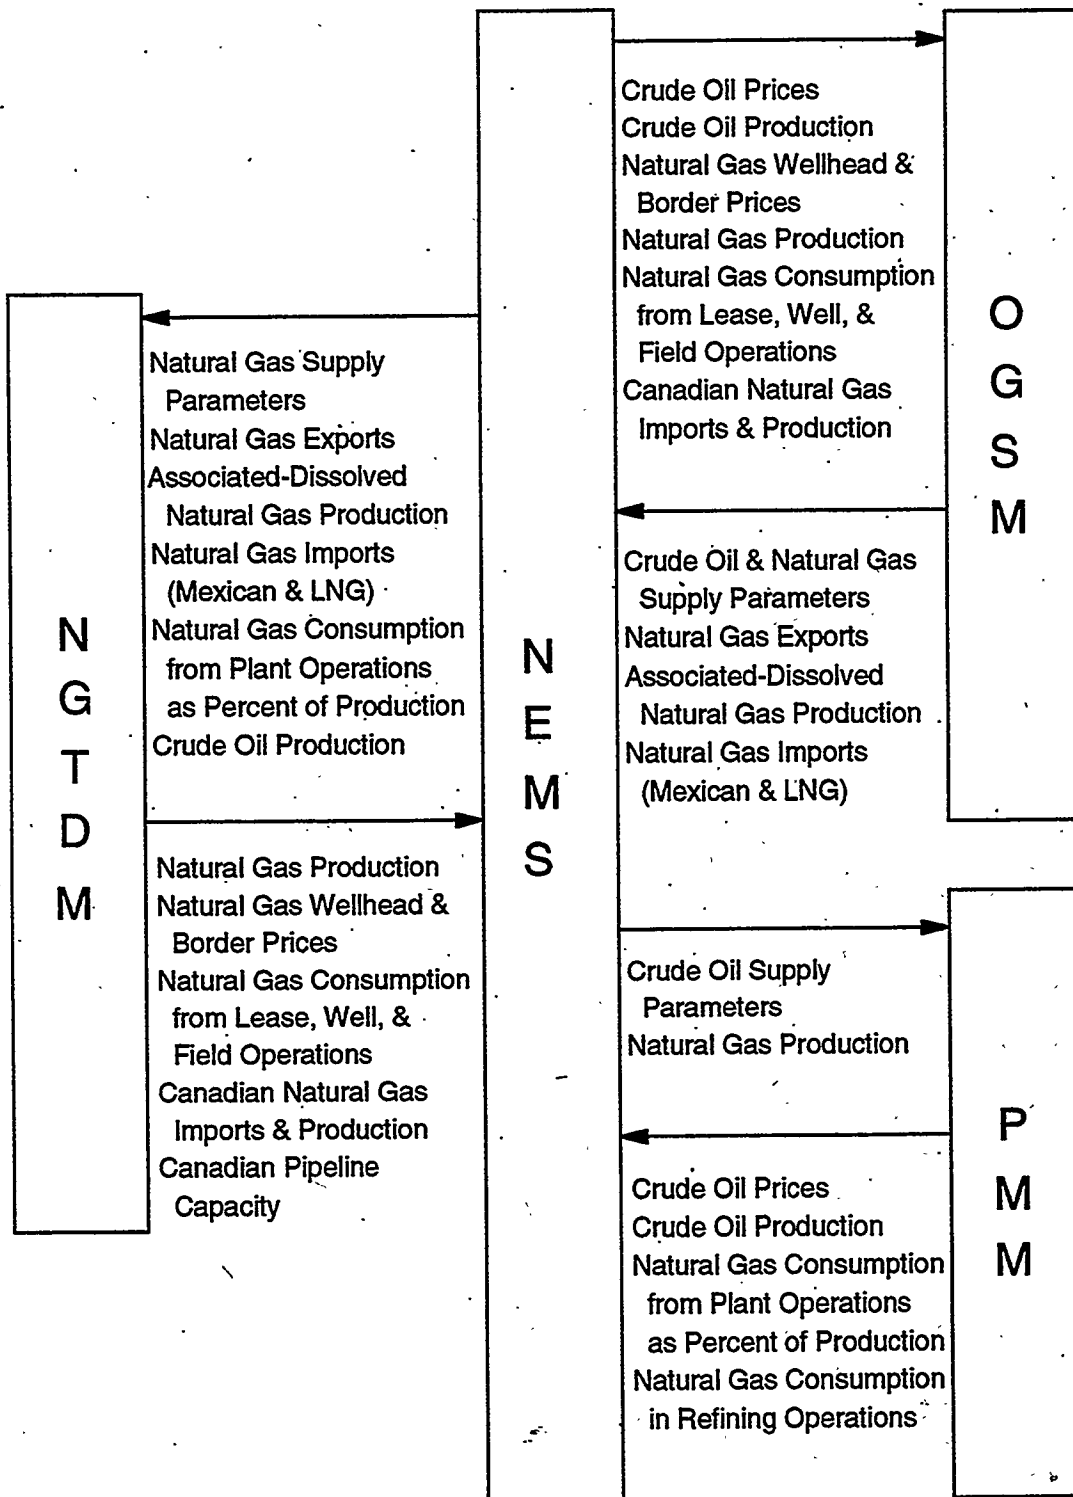 Crude Oil Prices
Crude Oil Production
Natural Gas Wellhead &
Border Prices
Natural Gas Production
Natural Gas Consumption
from Lease, Well, &
Field Operations
Canadian Natural Gas
Imports & Production
O
G
S
M
Natural Gas Supply
Parameters
Natural Gas Exports
Associated-Dissolved
Natural Gas Production
Natural Gas Imports
(Mexican & LNG)
Natural Gas Consumption
from Plant Operations
as Percent of Production
Crude Oil Production
Crude Oil & Natural Gas
Supply Parameters
Natural Gas Exports
Associated-Dissolved
Natural Gas Production
Natural Gas Imports
(Mexican & LNG)
N
G
T
D
M
N
E
M
S
Natural Gas Production
Natural Gas Wellhead &
Border Prices
Natural Gas Consumption
from Lease, Well, &
Field Operations
Canadian Natural Gas
Imports & Production
Canadian Pipeline
Capacity
Crude Oil Supply
Parameters
Natural Gas Production
Crude Oil Prices
Crude Oil Production
Natural Gas Consumption
from Plant Operations
as Percent of Production
Natural Gas Consumption
in Refining Operations
P
M
M